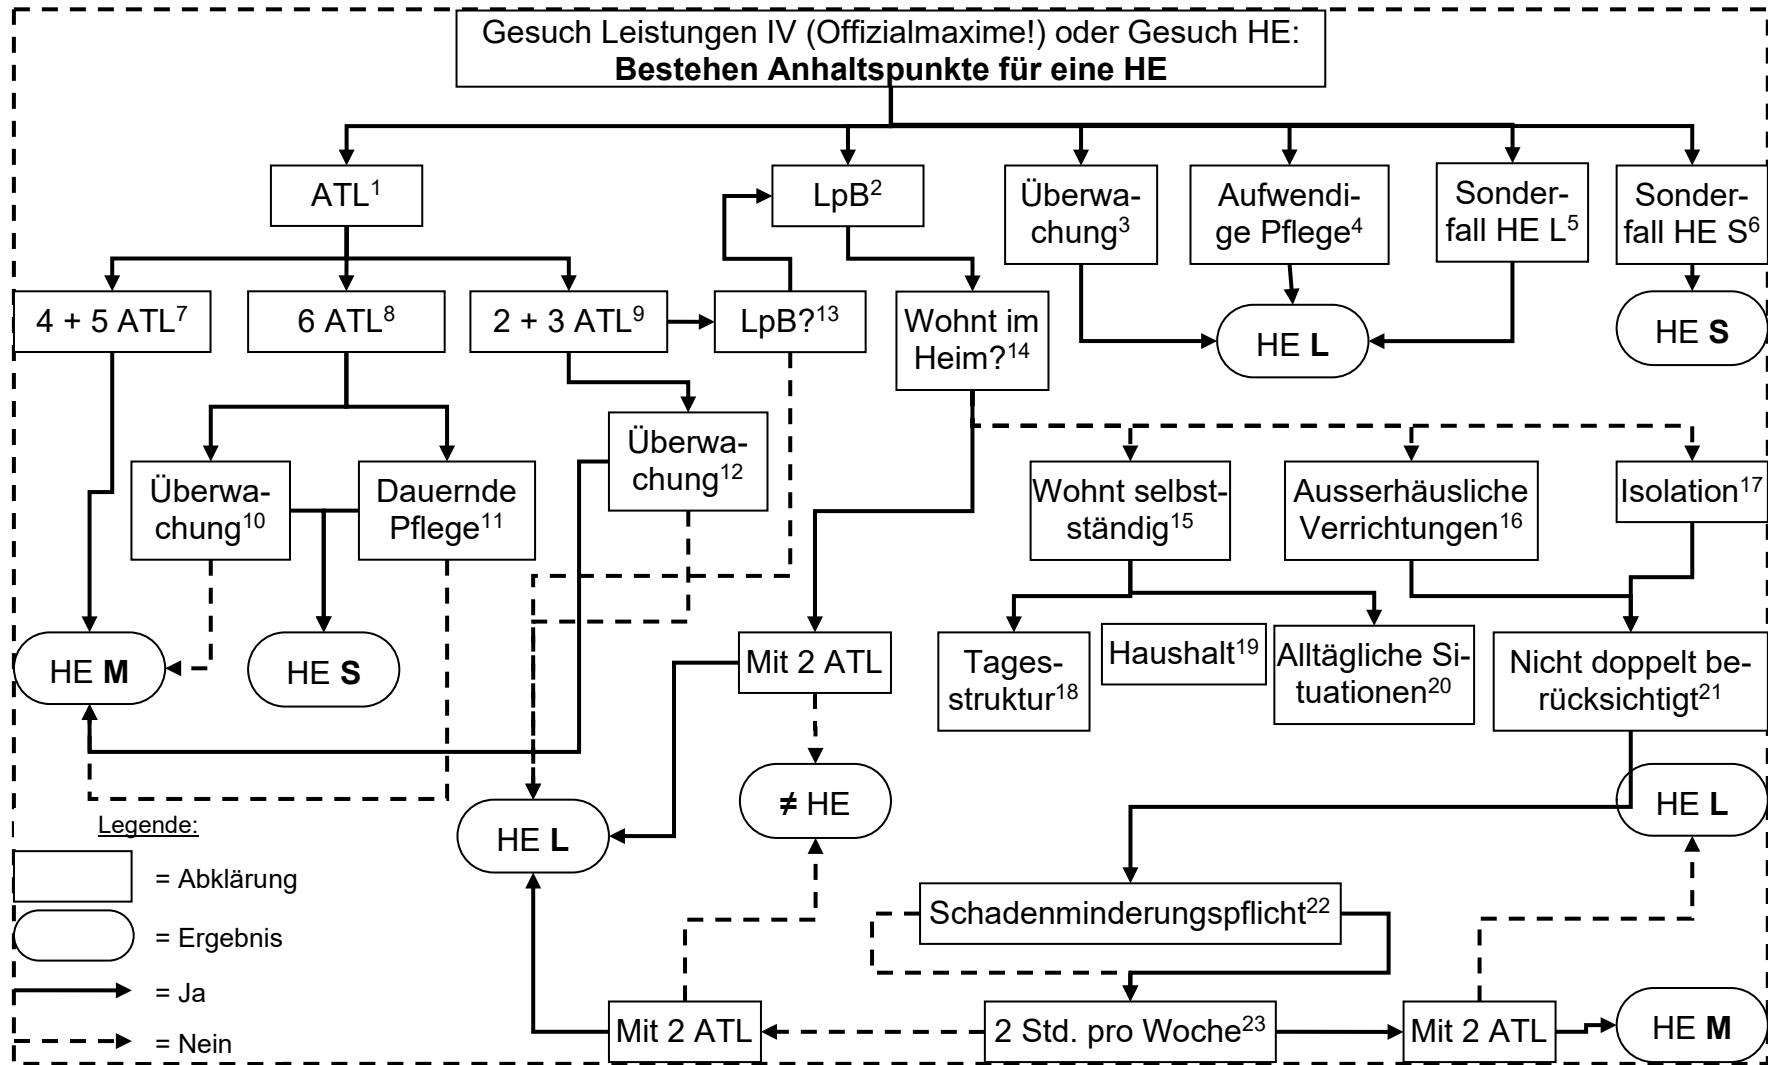 Gesuch Leistungen IV (Offizialmaxime!) oder Gesuch HE:
Bestehen Anhaltspunkte für eine HE
ATL1
LpB2
Überwa-
chung3
Aufwendi-
ge Pflege4
Sonder-
fall HE L5
Sonder-
fall HE S6
4 + 5 ATL7
6 ATL8
2 + 3 ATL9
LpB?13
Wohnt im
Heim?14
HE L
HE S
Überwa-
chung10
Dauernde
Pflege11
Überwa-
chung12
Wohnt selbst-
ständig15
Ausserhäusliche
Verrichtungen16
Isolation17
HE M
HE S
Mit 2 ATL
Tages-
struktur18
Haushalt19
Alltägliche Si-
tuationen20
Nicht doppelt be-
rücksichtigt21
≠ HE
HE L
HE L
Legende:
= Abklärung
= Ergebnis
= Ja
= Nein
Schadenminderungspflicht22
Mit 2 ATL
2 Std. pro Woche23
Mit 2 ATL
HE M